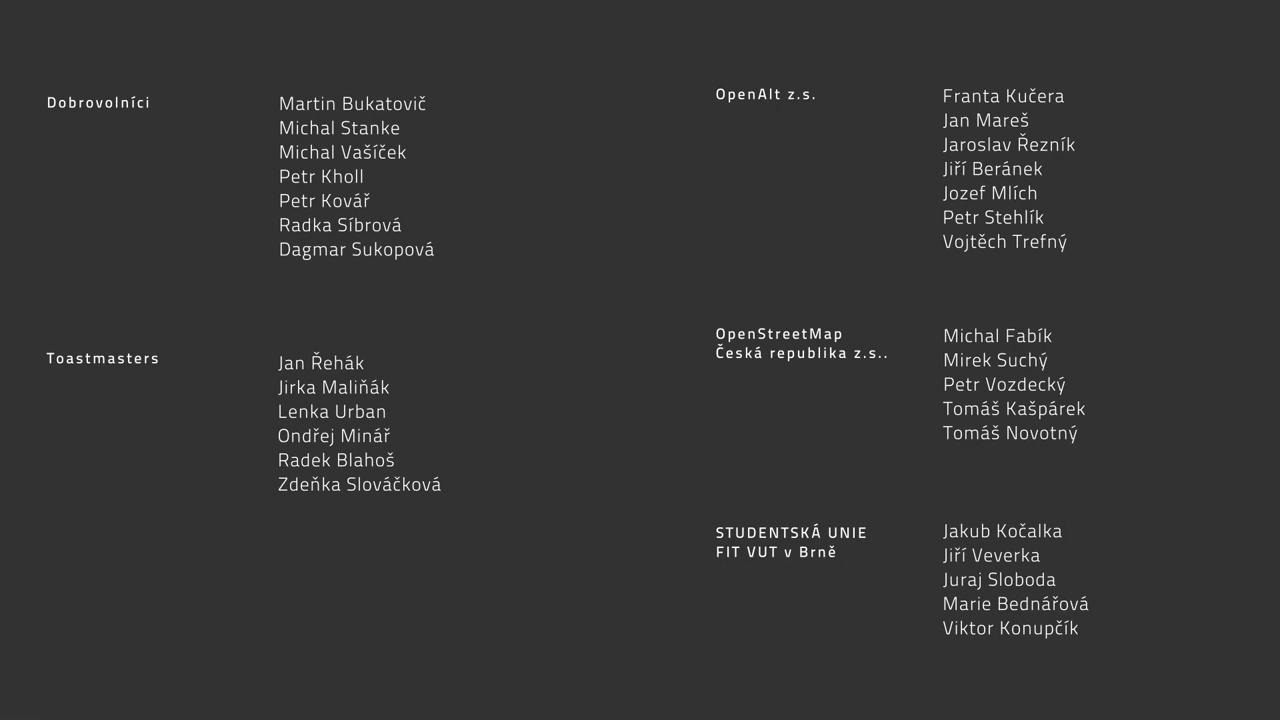 Dobrovolníci
Martin Bukatovič
Michal Stanke
Michal Vašíček
Petr Kholl
Petr Kovář
Radka Síbrová
Dagmar Sukopová
Toastmasters
Jan Řehák
Jirka Maliňák
Lenka Urban
Ondřej Minář
Radek Blahoš
Zdeňka Slováčková
OpenAlt z.s.
Franta Kučera
Jan Mareš
Jaroslav Řezník
Jiří Beránek
Jozef Mlích
Petr Stehlík
Vojtěch Trefný
OpenStreetMap
Česká republika z.s..
Michal Fabík
Mirek Suchý
Petr Vozdecký
Tomáš Kašpárek
Tomáš Novotný
STUDENTSKÁ UNIE
FIT VUT v Brně
Jakub Kočalka
Jiří Veverka
Juraj Sloboda
Marie Bednářová
Viktor Konupčík